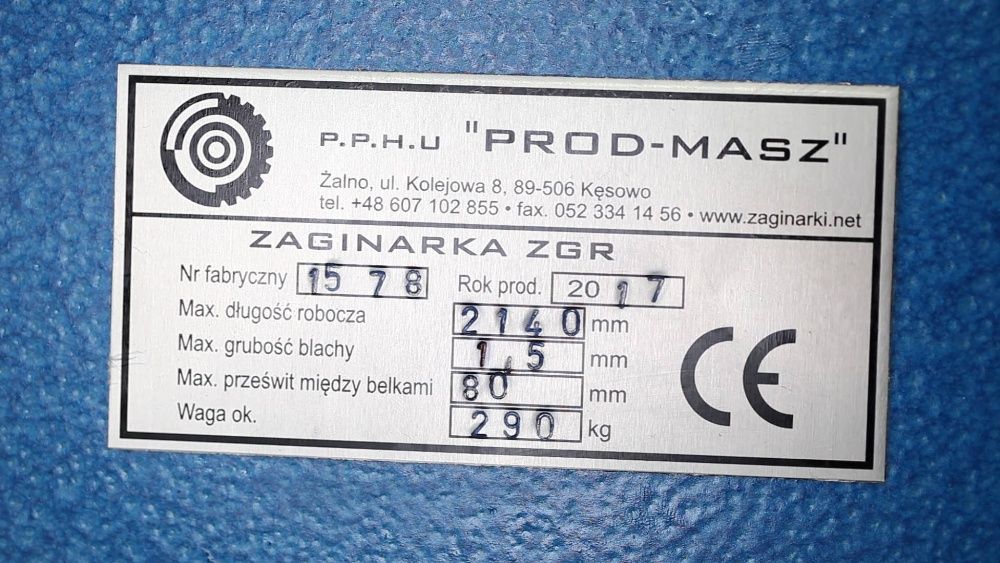 P.P.H.U "PROD-MASZ"
Żalno, ul. Kolejowa 8, 89-506 Kęsowo
tel. +48 607 102 855 • fax. 052 334 14 56 • www.zaginarki.net
ZAGINARKA ZGR
Nr fabryczny 1578 Rok prod. 2017
Max. długość robocza 2140 mm
Max. grubość blachy 1,5 mm
Max. prześwit między belkami 80 mm
Waga ok. 290 kg
CE